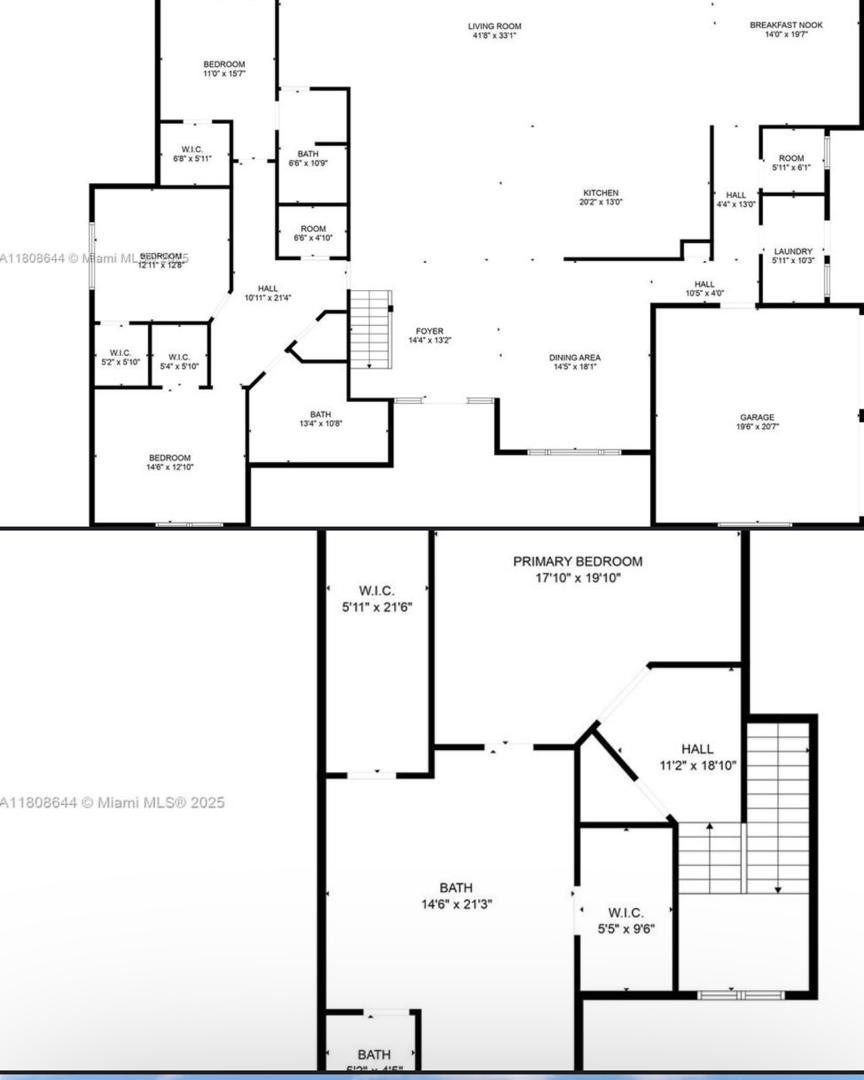 LIVING ROOM
41'8" x 33'1"
BREAKFAST NOOK
14'0" x 19'7"
BEDROOM
11'0" x 15'7"
W.I.C.
6'8" x 5'11"
BATH
6'6" x 10'9"
ROOM
5'11" x 6'1"
KITCHEN
20'2" x 13'0"
HALL
4'4" x 13'0"
ROOM
6'6" x 4'10"
LAUNDRY
5'11" x 10'3"
BEDROOM
12'11" x 12'8"
A11808644 © Miami MLS® 2025
HALL
10'11" x 21'4"
HALL
10'5" x 4'0"
FOYER
14'4" x 13'2"
W.I.C.
5'2" x 5'10"
W.I.C.
5'4" x 5'10"
DINING AREA
14'5" x 18'1"
BATH
13'4" x 10'8"
GARAGE
19'6" x 20'7"
BEDROOM
14'6" x 12'10"
PRIMARY BEDROOM
17'10" x 19'10"
W.I.C.
5'11" x 21'6"
HALL
11'2" x 18'10"
A11808644 © Miami MLS® 2025
BATH
14'6" x 21'3"
W.I.C.
5'5" x 9'6"
BATH